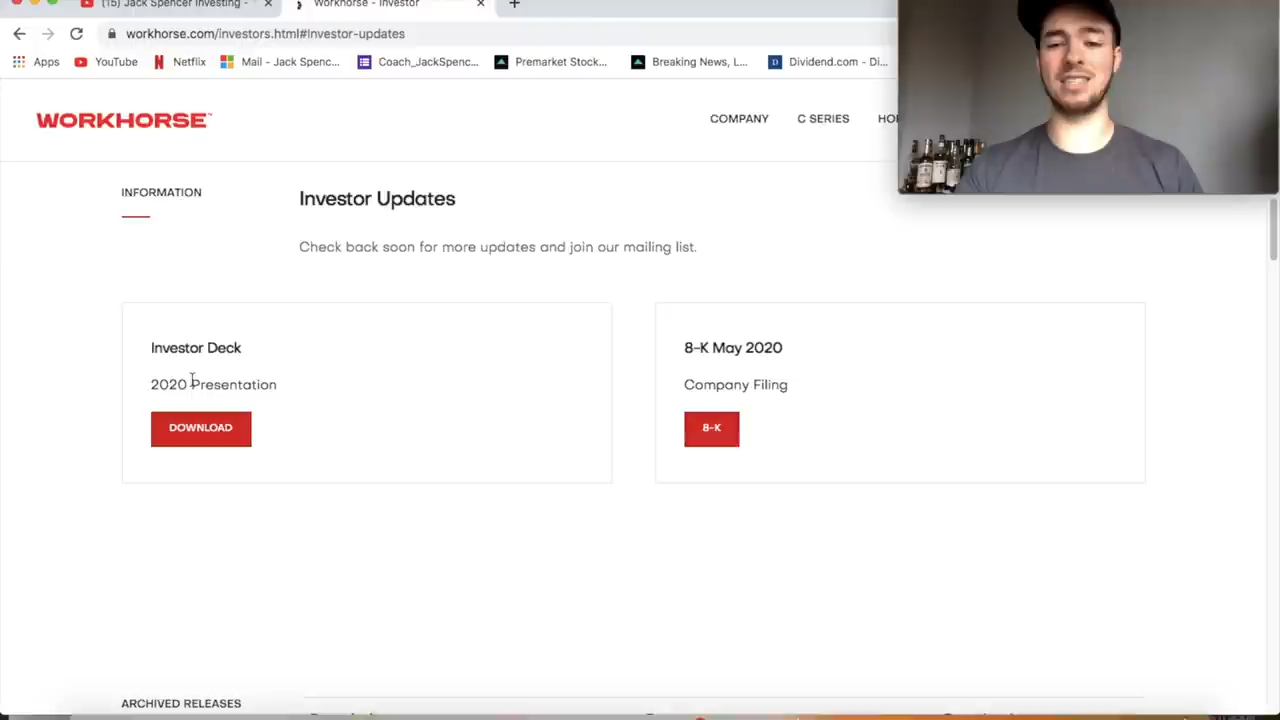 (15) Jack Spencer Investing -
Workhorse - Investor
workhorse.com/investors.html#investor-updates
Apps YouTube Netflix Mail - Jack Spenc... Coach_JackSpenc... Premarket Stock... Breaking News, L... Dividend.com - Di...
WORKHORSE™
COMPANY C SERIES
INFORMATION
Investor Updates
Check back soon for more updates and join our mailing list.
Investor Deck
2020 Presentation
DOWNLOAD
8-K May 2020
Company Filing
8-K
ARCHIVED RELEASES